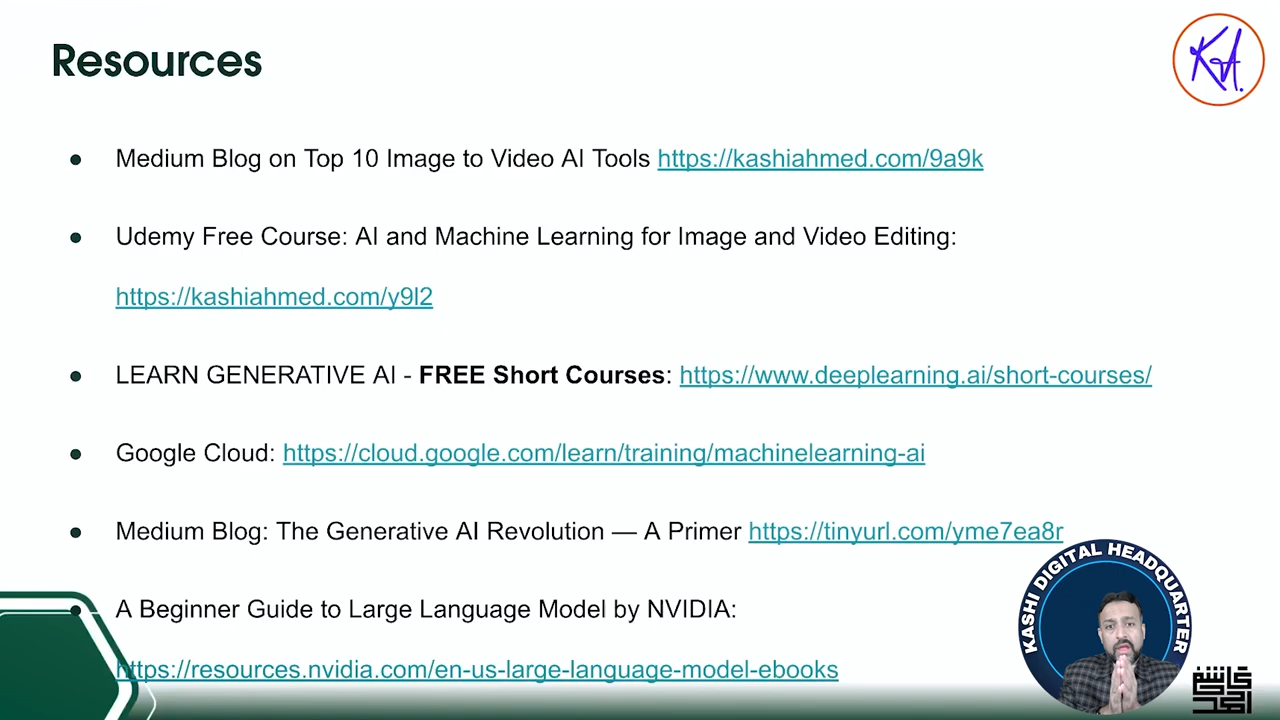 Resources
KA.
● Medium Blog on Top 10 Image to Video AI Tools https://kashiahmed.com/9a9k
● Udemy Free Course: AI and Machine Learning for Image and Video Editing:
https://kashiahmed.com/y9l2
● LEARN GENERATIVE AI - FREE Short Courses: https://www.deeplearning.ai/short-courses/
● Google Cloud: https://cloud.google.com/learn/training/machinelearning-ai
● Medium Blog: The Generative AI Revolution — A Primer https://tinyurl.com/yme7ea8r
● A Beginner Guide to Large Language Model by NVIDIA:
https://resources.nvidia.com/en-us-large-language-model-ebooks
KASHI DIGITAL HEADQUARTER